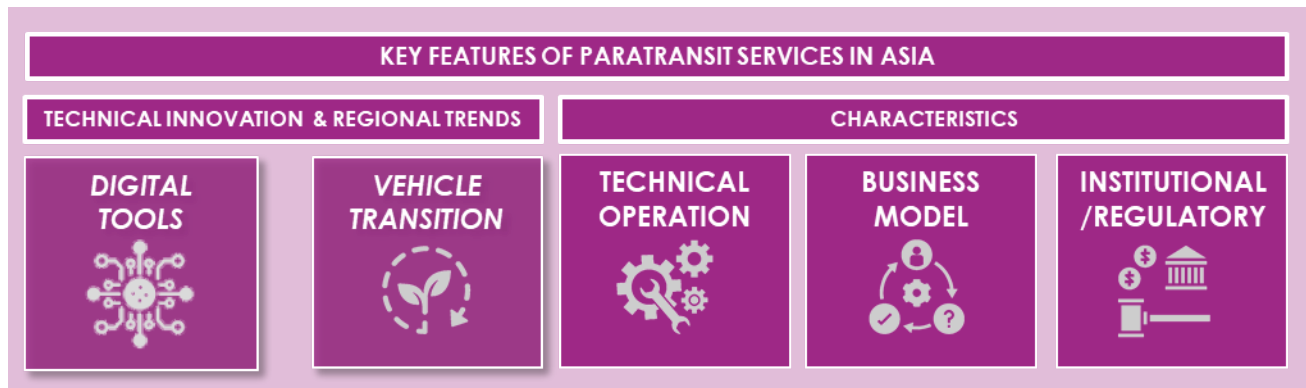 KEY FEATURES OF PARATRANSIT SERVICES IN ASIA
TECHNICAL INNOVATION & REGIONAL TRENDS
CHARACTERISTICS
DIGITAL
TOOLS
VEHICLE
TRANSITION
TECHNICAL
OPERATION
BUSINESS
MODEL
?
INSTITUTIONAL
/REGULATORY
$
$